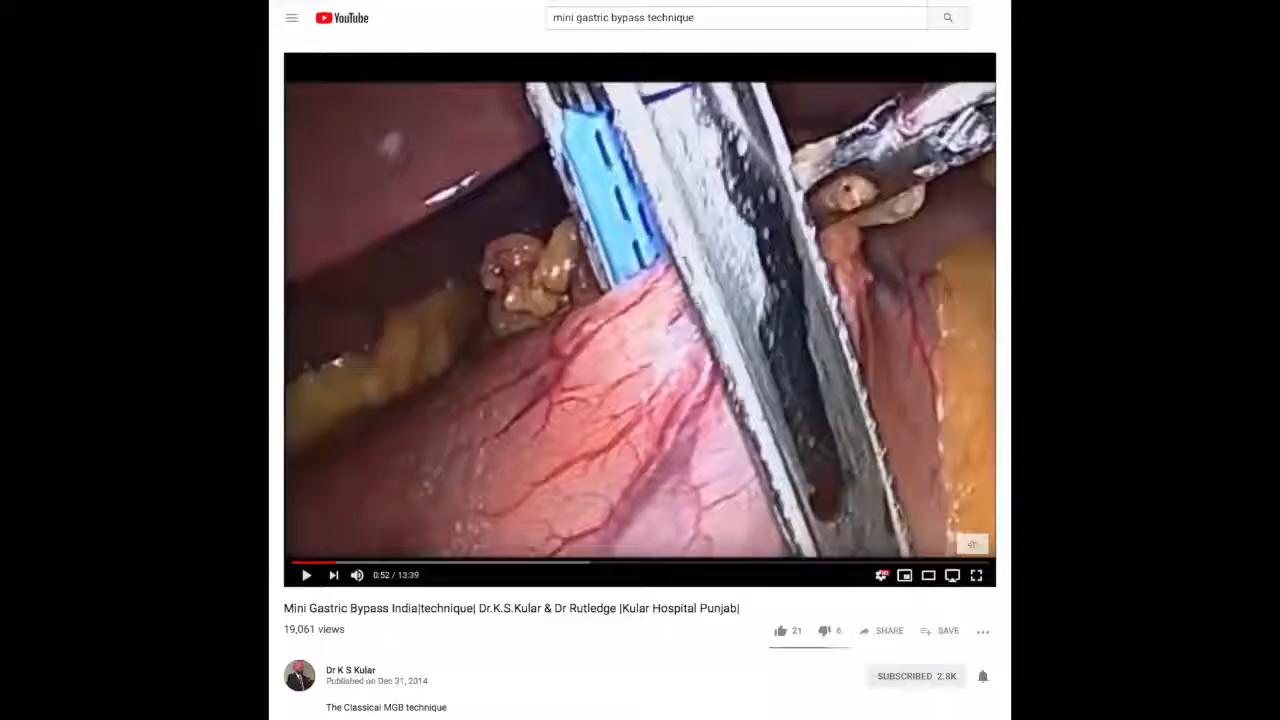 YouTube
mini gastric bypass technique
0:52 / 13:39
HD
Mini Gastric Bypass India|technique| Dr.K.S.Kular & Dr Rutledge |Kular Hospital Punjab|
19,061 views
21
6
SHARE
SAVE
Dr K S Kular
Published on Dec 31, 2014
SUBSCRIBED 2.8K
The Classical MGB technique